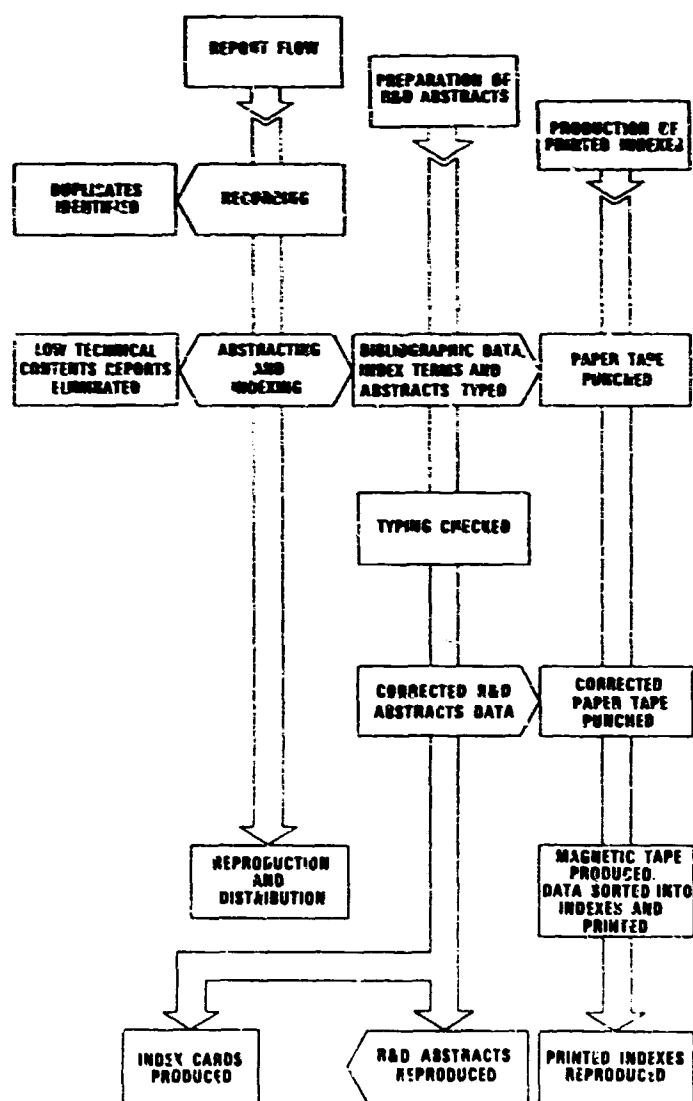 REPORT FLOW
PREPARATION OF
R&D ABSTRACTS
PRODUCTION OF
PRINTED INDEXES
DUPLICATES
IDENTIFIED
RECORDING
LOW TECHNICAL
CONTENTS REPORTS
ELIMINATED
ABSTRACTING
AND
INDEXING
BIBLIOGRAPHIC DATA,
INDEX TERMS AND
ABSTRACTS TYPED
PAPER TAPE
PUNCHED
TYPING CHECKED
CORRECTED R&D
ABSTRACTS DATA
CORRECTED
PAPER TAPE
PUNCHED
REPRODUCTION
AND
DISTRIBUTION
MAGNETIC TAPE
PRODUCED.
DATA SORTED INTO
INDEXES AND
PRINTED
INDEX CARDS
PRODUCED
R&D ABSTRACTS
REPRODUCED
PRINTED INDEXES
REPRODUCED